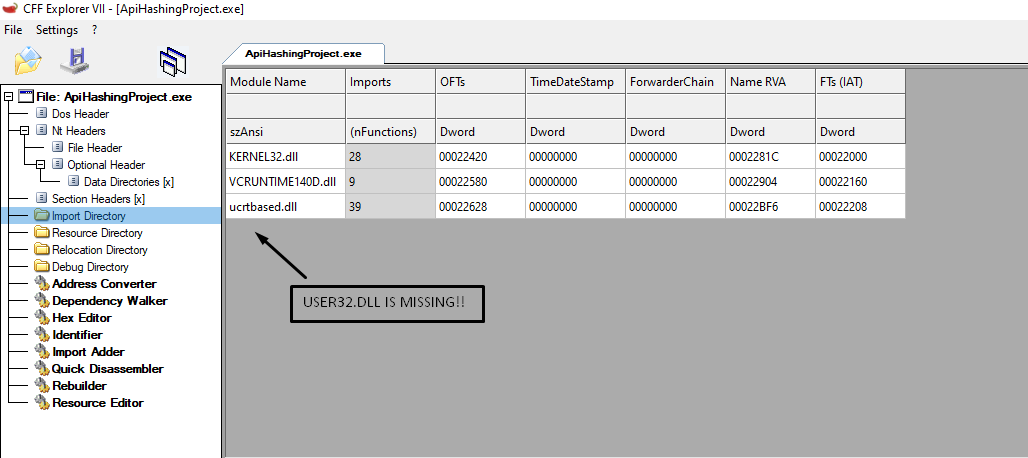 CFF Explorer VII - [ApiHashingProject.exe]
File Settings ?
ApiHashingProject.exe
File: ApiHashingProject.exe
Dos Header
Nt Headers
File Header
Optional Header
Data Directories [x]
Section Headers [x]
Import Directory
Resource Directory
Relocation Directory
Debug Directory
Address Converter
Dependency Walker
Hex Editor
Identifier
Import Adder
Quick Disassembler
Rebuilder
Resource Editor
Module Name Imports OFTs TimeDateStamp ForwarderChain Name RVA FTs (IAT)
szAnsi (nFunctions) Dword Dword Dword Dword Dword
KERNEL32.dll 28 00022420 00000000 00000000 0002281C 00022000
VCRUNTIME140D.dll 9 00022580 00000000 00000000 00022904 00022160
ucrtbased.dll 39 00022628 00000000 00000000 00022BF6 00022208
USER32.DLL IS MISSING!!